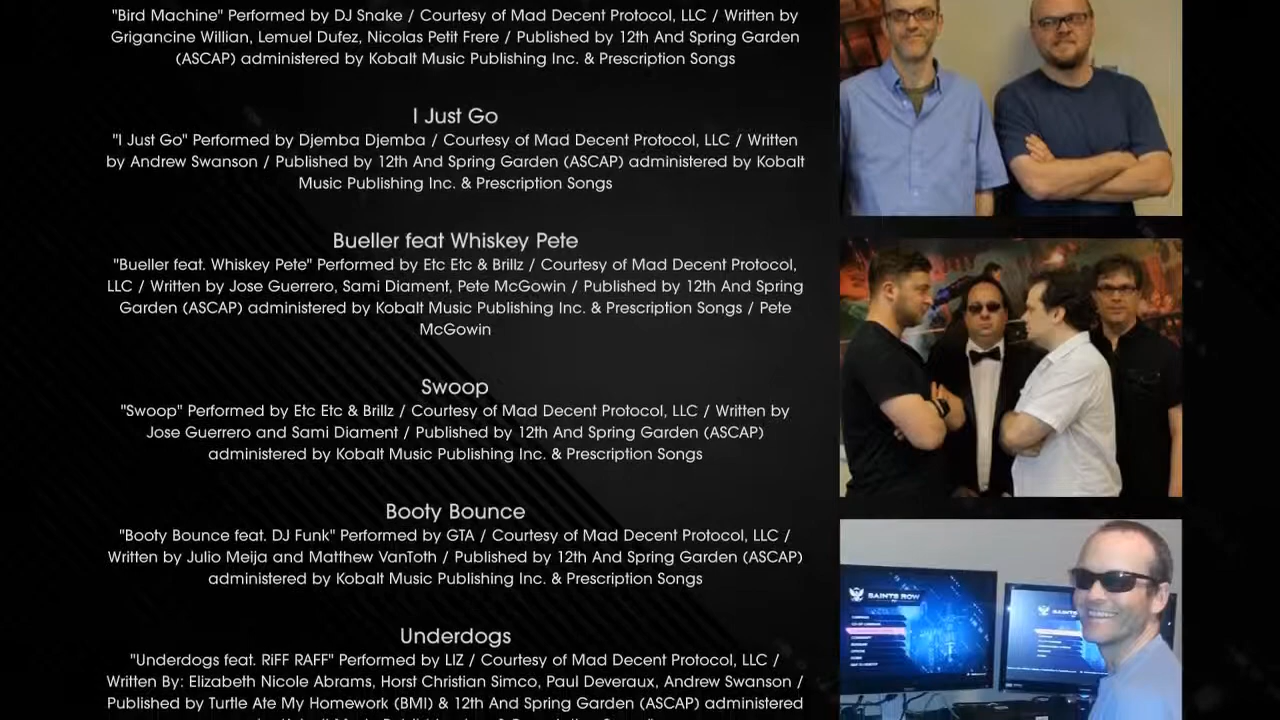 "Bird Machine" Performed by DJ Snake / Courtesy of Mad Decent Protocol, LLC / Written by
Grigancine Willian, Lemuel Dufez, Nicolas Petit Frere / Published by 12th And Spring Garden
(ASCAP) administered by Kobalt Music Publishing Inc. & Prescription Songs
I Just Go
"I Just Go" Performed by Djemba Djemba / Courtesy of Mad Decent Protocol, LLC / Written
by Andrew Swanson / Published by 12th And Spring Garden (ASCAP) administered by Kobalt
Music Publishing Inc. & Prescription Songs
Bueller feat Whiskey Pete
"Bueller feat. Whiskey Pete" Performed by Etc Etc & Brillz / Courtesy of Mad Decent Protocol,
LLC / Written by Jose Guerrero, Sami Diament, Pete McGowin / Published by 12th And Spring
Garden (ASCAP) administered by Kobalt Music Publishing Inc. & Prescription Songs / Pete
McGowin
Swoop
"Swoop" Performed by Etc Etc & Brillz / Courtesy of Mad Decent Protocol, LLC / Written by
Jose Guerrero and Sami Diament / Published by 12th And Spring Garden (ASCAP)
administered by Kobalt Music Publishing Inc. & Prescription Songs
Booty Bounce
"Booty Bounce feat. DJ Funk" Performed by GTA / Courtesy of Mad Decent Protocol, LLC /
Written by Julio Meija and Matthew VanToth / Published by 12th And Spring Garden (ASCAP)
administered by Kobalt Music Publishing Inc. & Prescription Songs
Underdogs
"Underdogs feat. RiFF RAFF" Performed by LIZ / Courtesy of Mad Decent Protocol, LLC /
Written By: Elizabeth Nicole Abrams, Horst Christian Simco, Paul Deveraux, Andrew Swanson /
Published by Turtle Ate My Homework (BMI) & 12th And Spring Garden (ASCAP) administered
SAINTS ROW
SAINTS